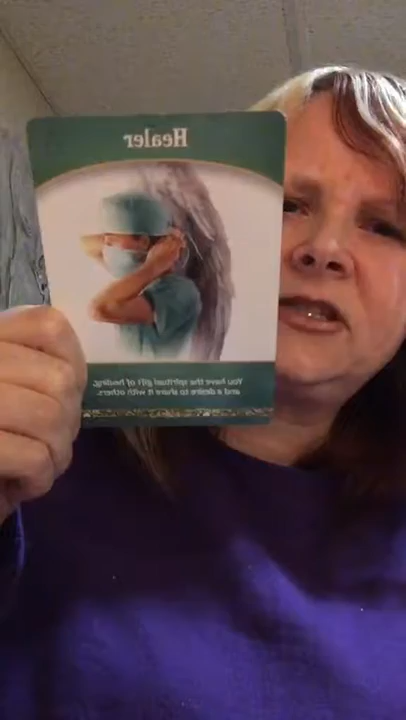 Healer
You have the spiritual gift of healing,
and a desire to share it with others.